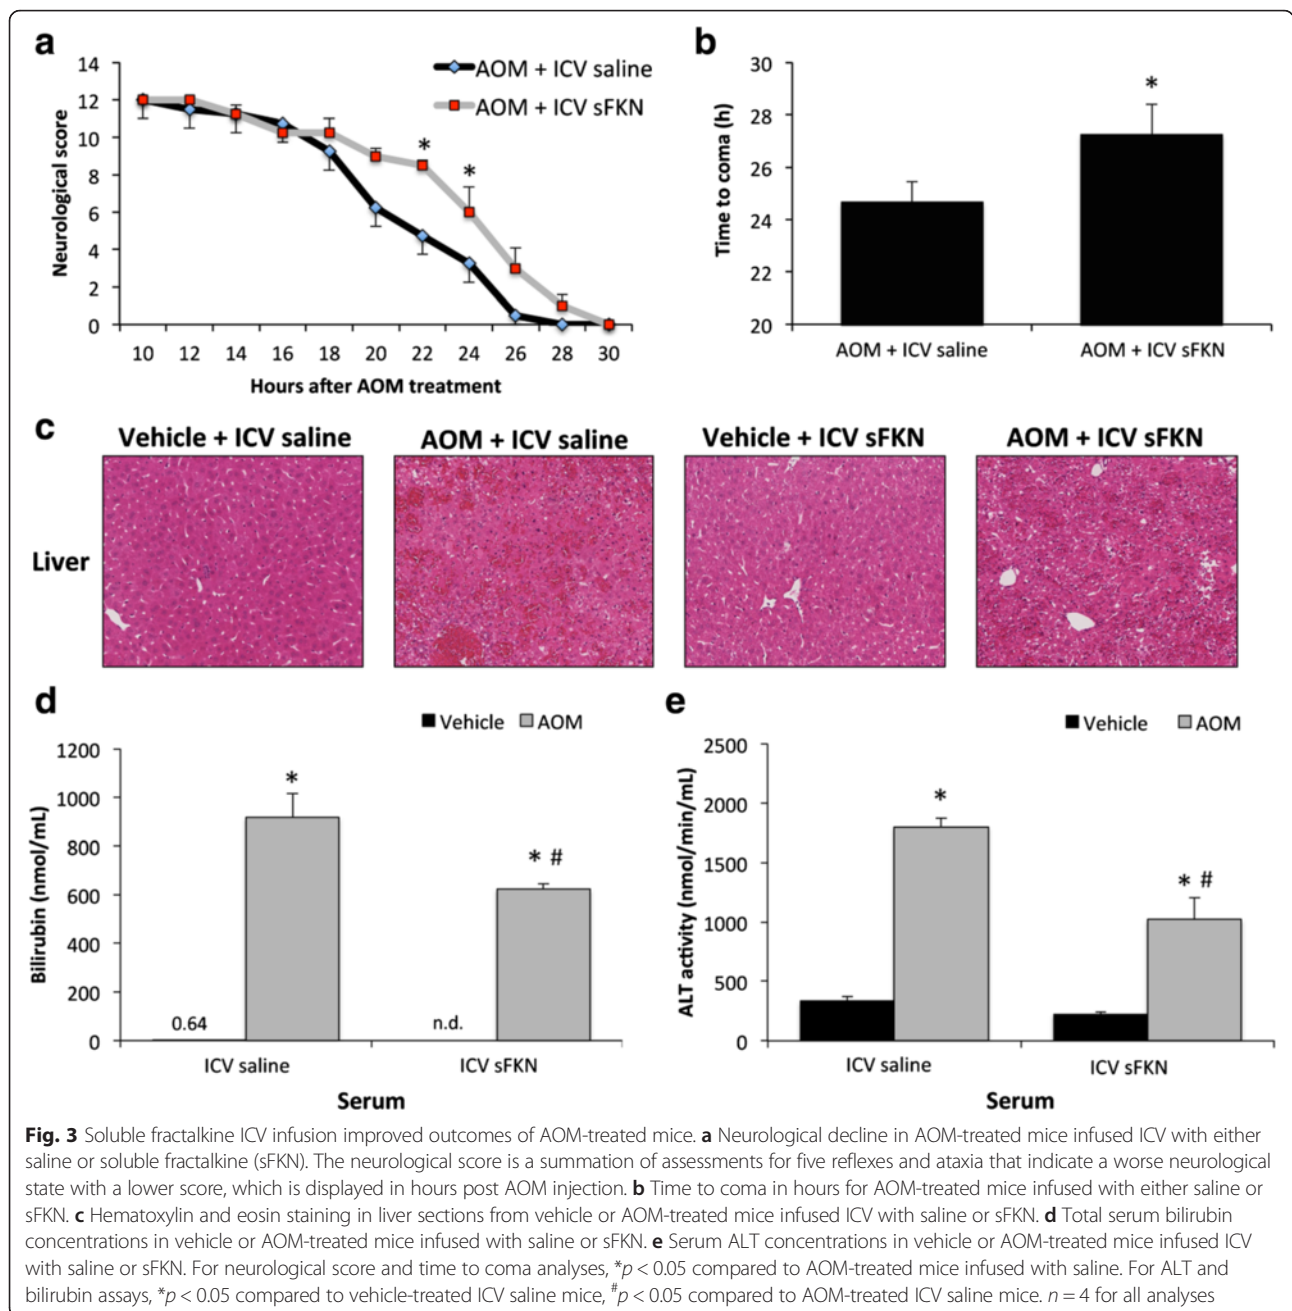 a
14
12
10
8
6
4
2
0
Neurological score
AOM + ICV saline
AOM + ICV sFKN
* *
10 12 14 16 18 20 22 24 26 28 30
Hours after AOM treatment
b
30
28
26
24
22
20
Time to coma (h)
*
AOM + ICV saline AOM + ICV sFKN
c
Vehicle + ICV saline AOM + ICV saline Vehicle + ICV sFKN AOM + ICV sFKN
Liver
d
Vehicle AOM
1200
1000
800
600
400
200
0
Bilirubin (nmol/mL)
*
* #
0.64 n.d.
ICV saline ICV sFKN
Serum
e
Vehicle AOM
2500
2000
1500
1000
500
0
ALT activity (nmol/min/mL)
*
* #
ICV saline ICV sFKN
Serum
Fig. 3 Soluble fractalkine ICV infusion improved outcomes of AOM-treated mice. a Neurological decline in AOM-treated mice infused ICV with either
saline or soluble fractalkine (sFKN). The neurological score is a summation of assessments for five reflexes and ataxia that indicate a worse neurological
state with a lower score, which is displayed in hours post AOM injection. b Time to coma in hours for AOM-treated mice infused with either saline or
sFKN. c Hematoxylin and eosin staining in liver sections from vehicle or AOM-treated mice infused ICV with saline or sFKN. d Total serum bilirubin
concentrations in vehicle or AOM-treated mice infused with saline or sFKN. e Serum ALT concentrations in vehicle or AOM-treated mice infused ICV
with saline or sFKN. For neurological score and time to coma analyses, *p < 0.05 compared to AOM-treated mice infused with saline. For ALT and
bilirubin assays, *p < 0.05 compared to vehicle-treated ICV saline mice, #p < 0.05 compared to AOM-treated ICV saline mice. n = 4 for all analyses